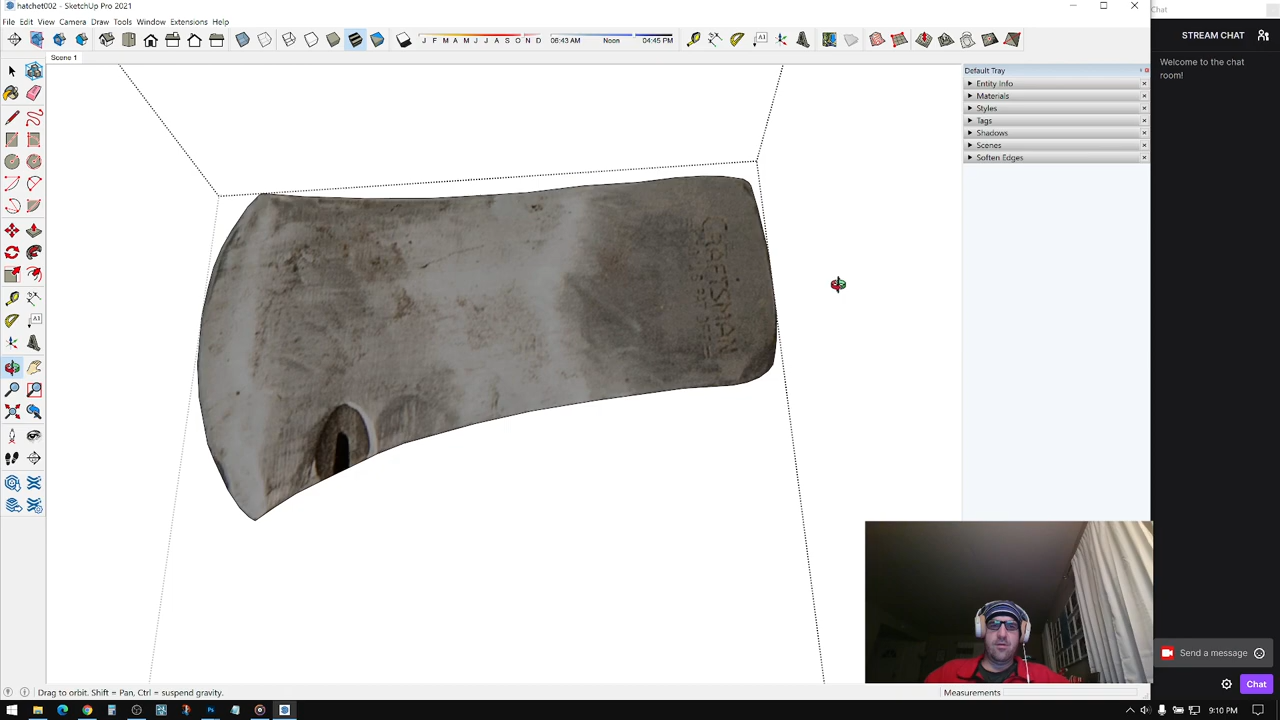 hatchet002 - SketchUp Pro 2021
Chat
File Edit View Camera Draw Tools Window Extensions Help
STREAM CHAT
J F M A M J J A S O N D 06:43 AM Noon 04:45 PM
Scene 1
Welcome to the chat
room!
Default Tray
Entity Info
Materials
Styles
Tags
Shadows
Scenes
Soften Edges
CRAFTSMAN
Send a message
Chat
Drag to orbit. Shift = Pan, Ctrl = suspend gravity.
Measurements
9:10 PM